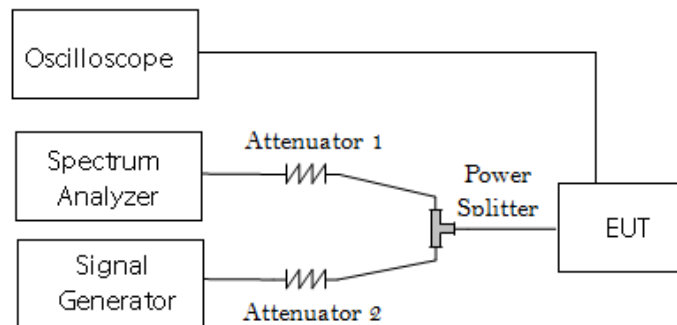 Oscilloscope
Attenuator 1
Spectrum
Analyzer
Power
Splitter
EUT
Signal
Generator
Attenuator 2